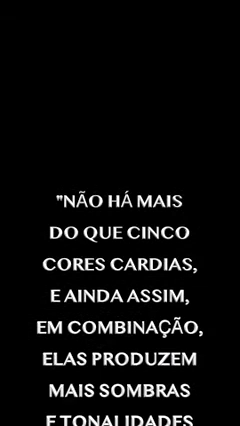 "NÃO HÁ MAIS
DO QUE CINCO
CORES CARDIAS,
E AINDA ASSIM,
EM COMBINAÇÃO,
ELAS PRODUZEM
MAIS SOMBRAS
E TONALIDADES